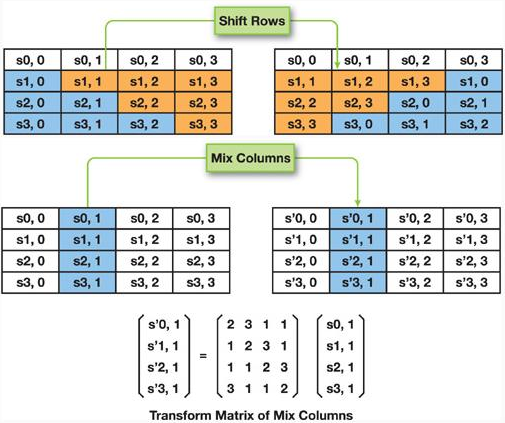 Shift Rows
s0, 0 s0, 1 s0, 2 s0, 3 s0, 0 s0, 1 s0, 2 s0, 3
s1, 0 s1, 1 s1, 2 s1, 3 s1, 1 s1, 2 s1, 3 s1, 0
s2, 0 s2, 1 s2, 2 s2, 3 s2, 2 s2, 3 s2, 0 s2, 1
s3, 0 s3, 1 s3, 2 s3, 3 s3, 3 s3, 0 s3, 1 s3, 2
Mix Columns
s0, 0 s0, 1 s0, 2 s0, 3 s'0, 0 s'0, 1 s'0, 2 s'0, 3
s1, 0 s1, 1 s1, 2 s1, 3 s'1, 0 s'1, 1 s'1, 2 s'1, 3
s2, 0 s2, 1 s2, 2 s2, 3 s'2, 0 s'2, 1 s'2, 2 s'2, 3
s3, 0 s3, 1 s3, 2 s3, 3 s'3, 0 s'3, 1 s'3, 2 s'3, 3
s'0, 1 2 3 1 1 s0, 1
s'1, 1 1 2 3 1 s1, 1
=
s'2, 1 1 1 2 3 s2, 1
s'3, 1 3 1 1 2 s3, 1
Transform Matrix of Mix Columns